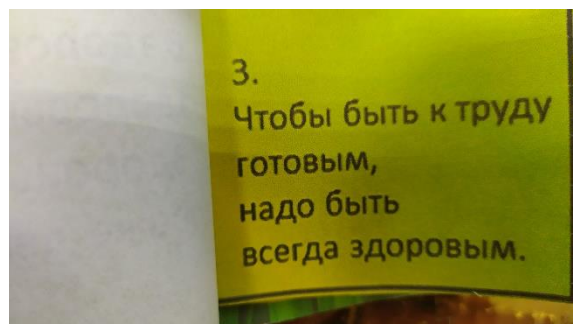 3.
Чтобы быть к труду
готовым,
надо быть
всегда здоровым.